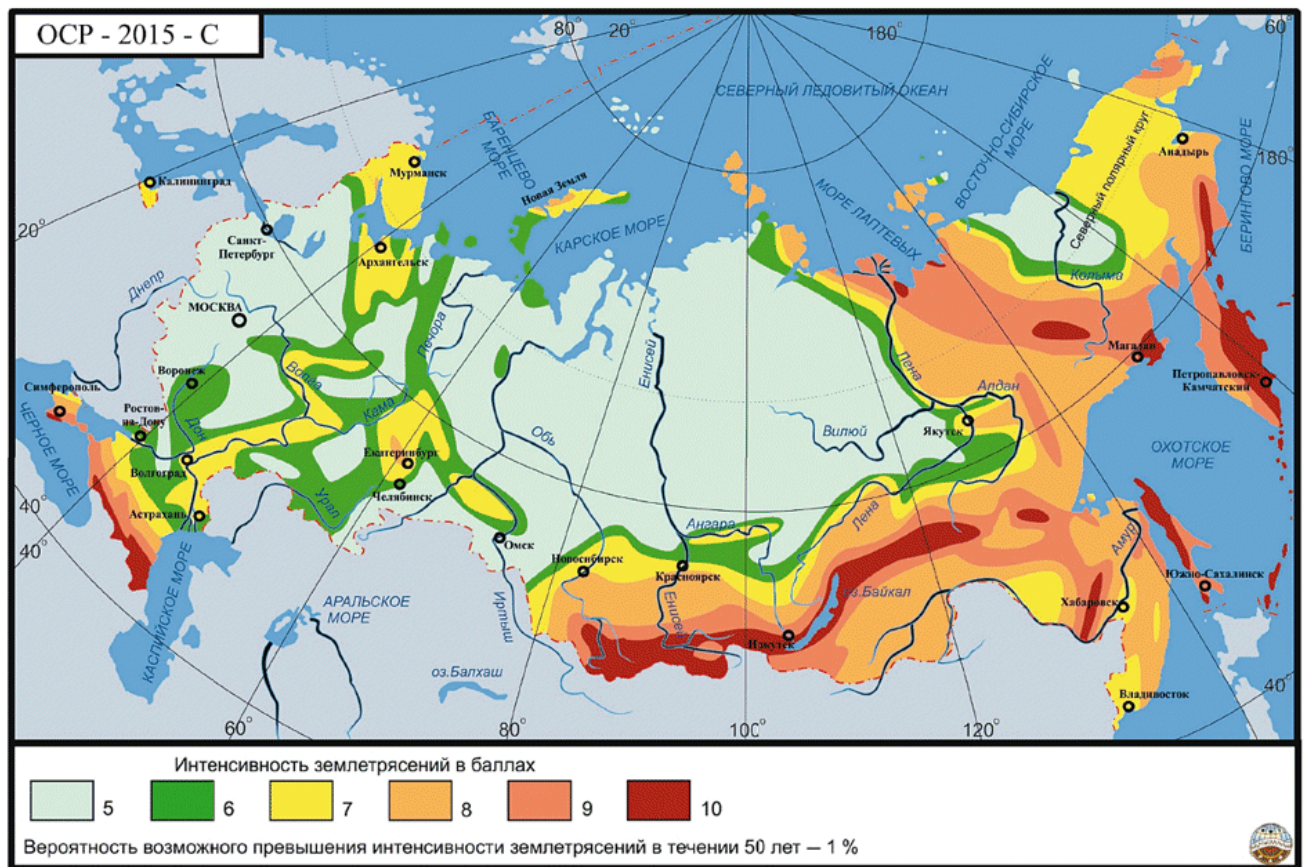 ОСР - 2015 - С
80°
20°
180°
60°
СЕВЕРНЫЙ ЛЕДОВИТЫЙ ОКЕАН
БАРЕНЦЕВО
МОРЕ
ВОСТОЧНО-СИБИРСКОЕ
МОРЕ
Северный полярный круг
Анадырь
БЕРИНГОВО МОРЕ
180°
Мурманск
Калининград
Новая Земля
МОРЕ ЛАПТЕВЫХ
КАРСКОЕ МОРЕ
20°
Санкт-
Петербург
Архангельск
Колыма
Днепр
МОСКВА
Печора
Енисей
Лена
Магадан
Воронеж
Волга
Петропавловск-
Камчатский
Симферополь
Алдан
Ростов-
на-Дону
Дон
Кама
Обь
Вилюй
Якутск
ЧЕРНОЕ МОРЕ
ОХОТСКОЕ
МОРЕ
Волгоград
Екатеринбург
Челябинск
40°
Урал
Астрахань
Ангара
Лена
Амур
40°
Омск
Новосибирск
Красноярск
Южно-Сахалинск
АРАЛЬСКОЕ
МОРЕ
Иртыш
Енисей
оз.Байкал
Хабаровск
КАСПИЙСКОЕ МОРЕ
Иркутск
оз.Балхаш
Владивосток
40°
60°
80°
100°
120°
Интенсивность землетрясений в баллах
5 6 7 8 9 10
Вероятность возможного превышения интенсивности землетрясений в течении 50 лет — 1 %